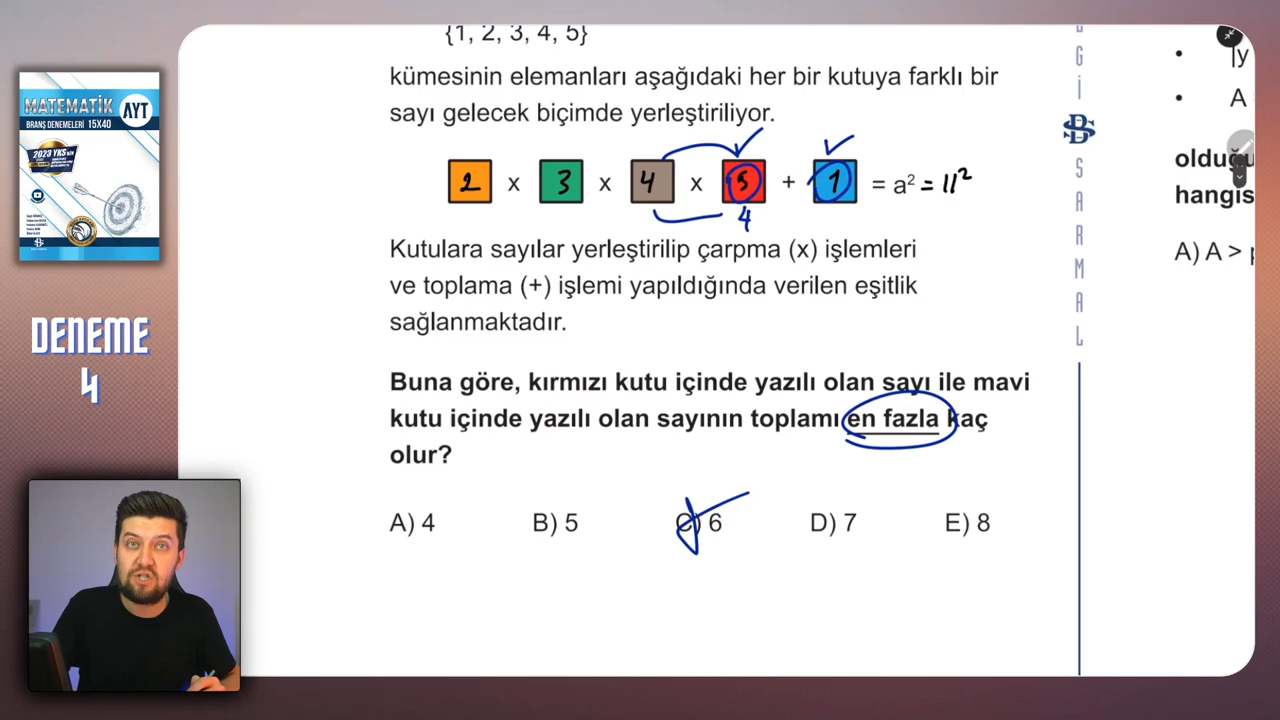 {1, 2, 3, 4, 5}
kümesinin elemanları aşağıdaki her bir kutuya farklı bir
sayı gelecek biçimde yerleştiriliyor.
2 x 3 x 4 x 5 + 1 = a² = 11²
4
Kutulara sayılar yerleştirilip çarpma (x) işlemleri
ve toplama (+) işlemi yapıldığında verilen eşitlik
sağlanmaktadır.
Buna göre, kırmızı kutu içinde yazılı olan sayı ile mavi
kutu içinde yazılı olan sayının toplamı en fazla kaç
olur?
A) 4 B) 5 C) 6 D) 7 E) 8
MATEMATİK AYT
BRANŞ DENEMELERİ 15X40
2023 YKS'NİN
DENEME
4
G İ
S A R M A L
A
hangis
A) A >